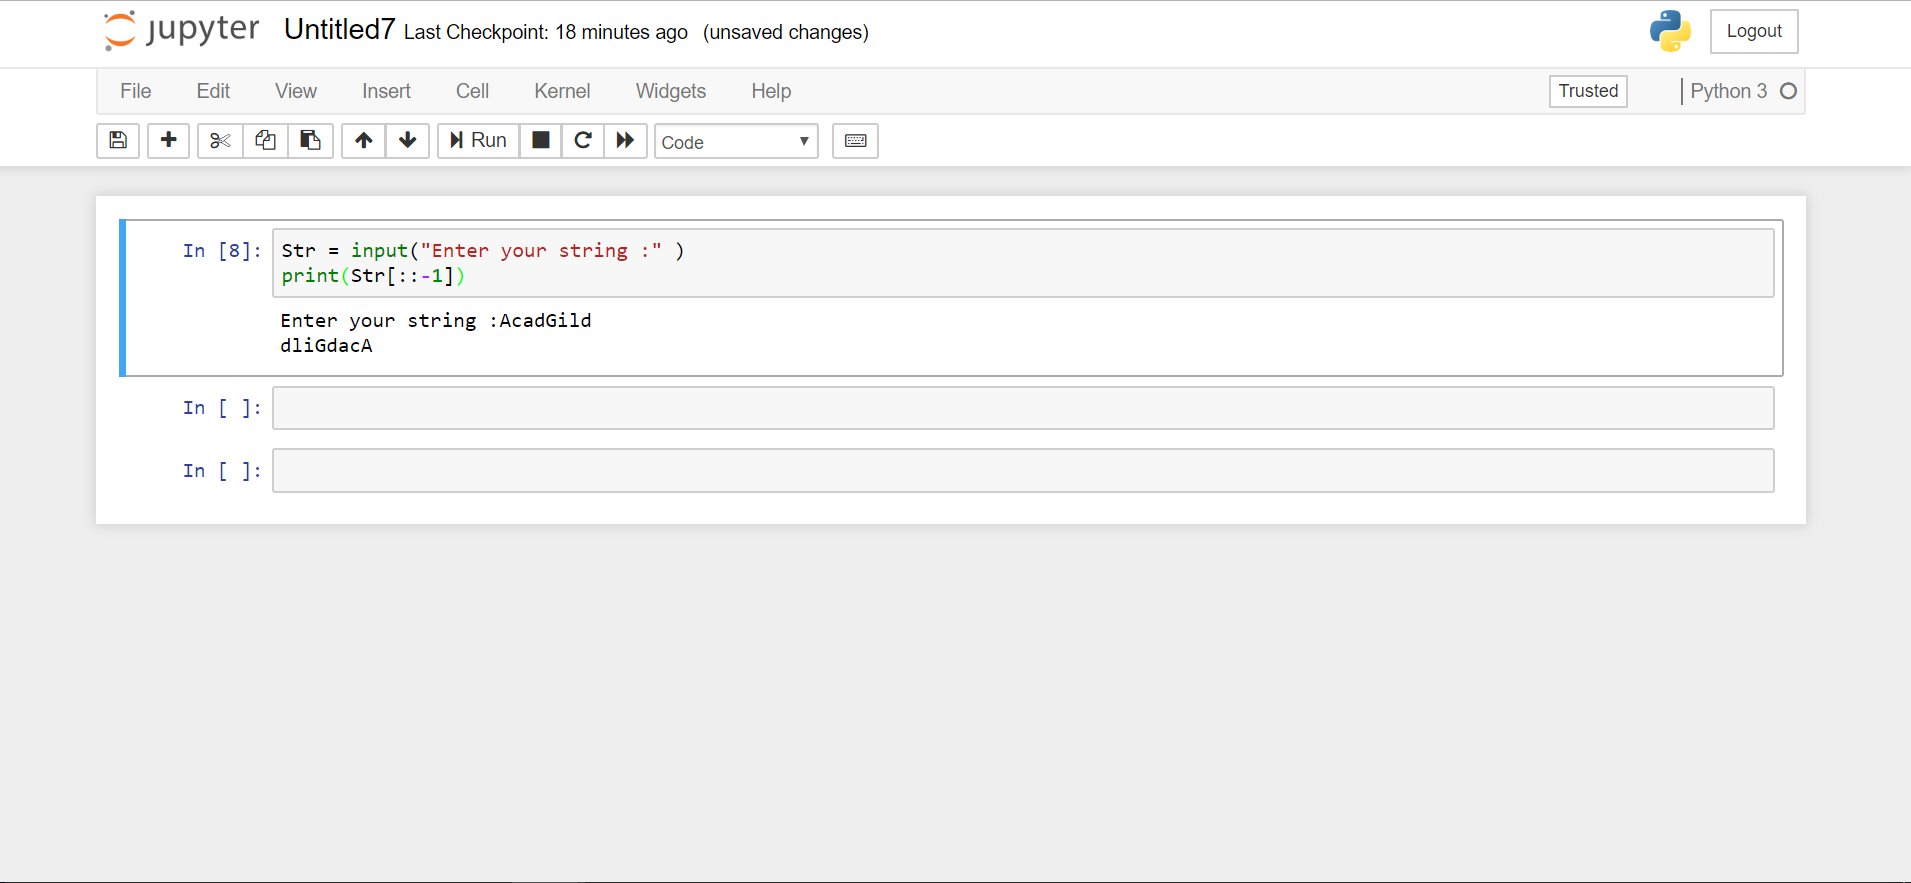 jupyter Untitled7 Last Checkpoint: 18 minutes ago (unsaved changes) Logout
File Edit View Insert Cell Kernel Widgets Help Trusted Python 3
Run Code
In [8]: Str = input("Enter your string :" )
print(Str[::-1])
Enter your string :AcadGild
dliGdacA
In [ ]:
In [ ]: